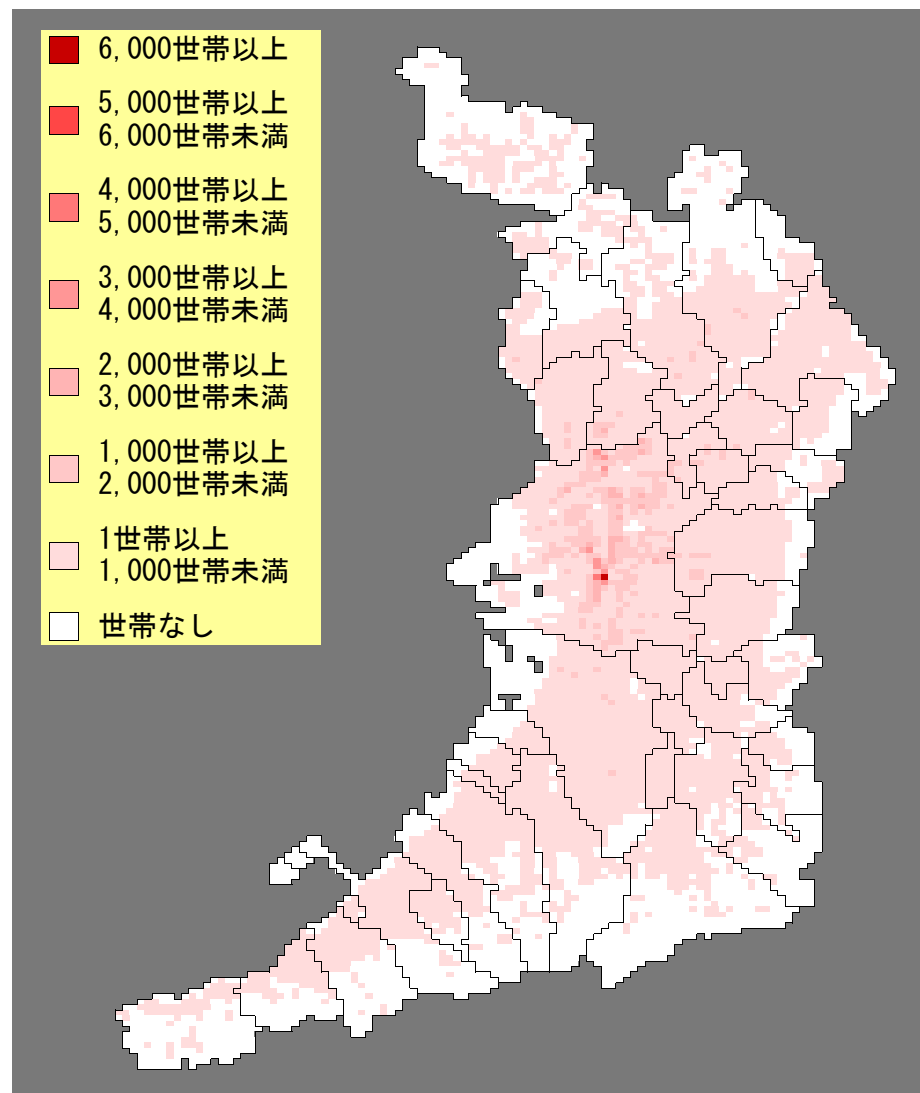 6,000世帯以上
5,000世帯以上
6,000世帯未満
4,000世帯以上
5,000世帯未満
3,000世帯以上
4,000世帯未満
2,000世帯以上
3,000世帯未満
1,000世帯以上
2,000世帯未満
1世帯以上
1,000世帯未満
世帯なし